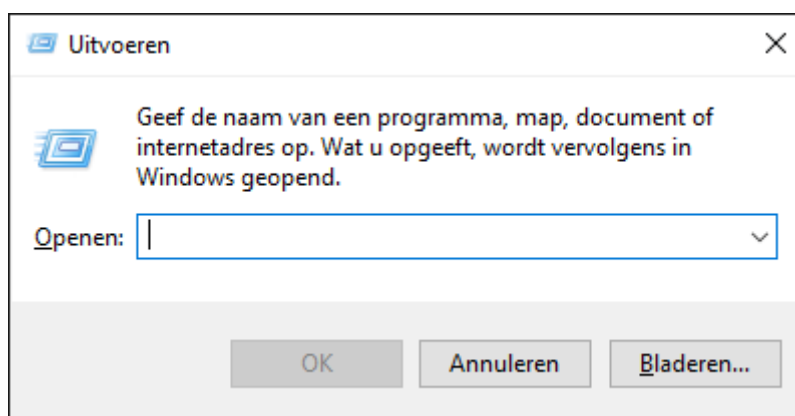 Uitvoeren
Geef de naam van een programma, map, document of
internetadres op. Wat u opgeeft, wordt vervolgens in
Windows geopend.
Openen:
OK Annuleren Bladeren...